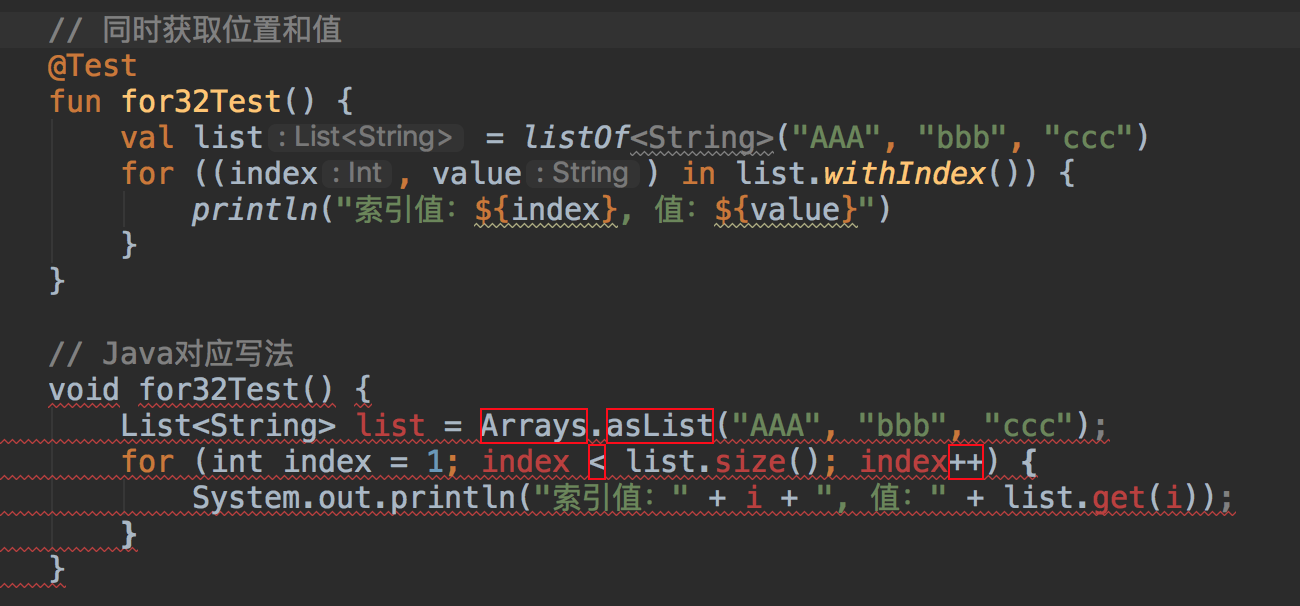 // 同时获取位置和值
@Test
fun for32Test() {
    val list : List<String> = listOf<String>("AAA", "bbb", "ccc")
    for ((index : Int , value : String ) in list.withIndex()) {
        println("索引值: ${index}, 值: ${value}")
    }
}
// Java对应写法
void for32Test() {
    List<String> list = Arrays.asList("AAA", "bbb", "ccc");
    for (int index = 1; index < list.size(); index++) {
        System.out.println("索引值: " + i + ", 值: " + list.get(i));
    }
}